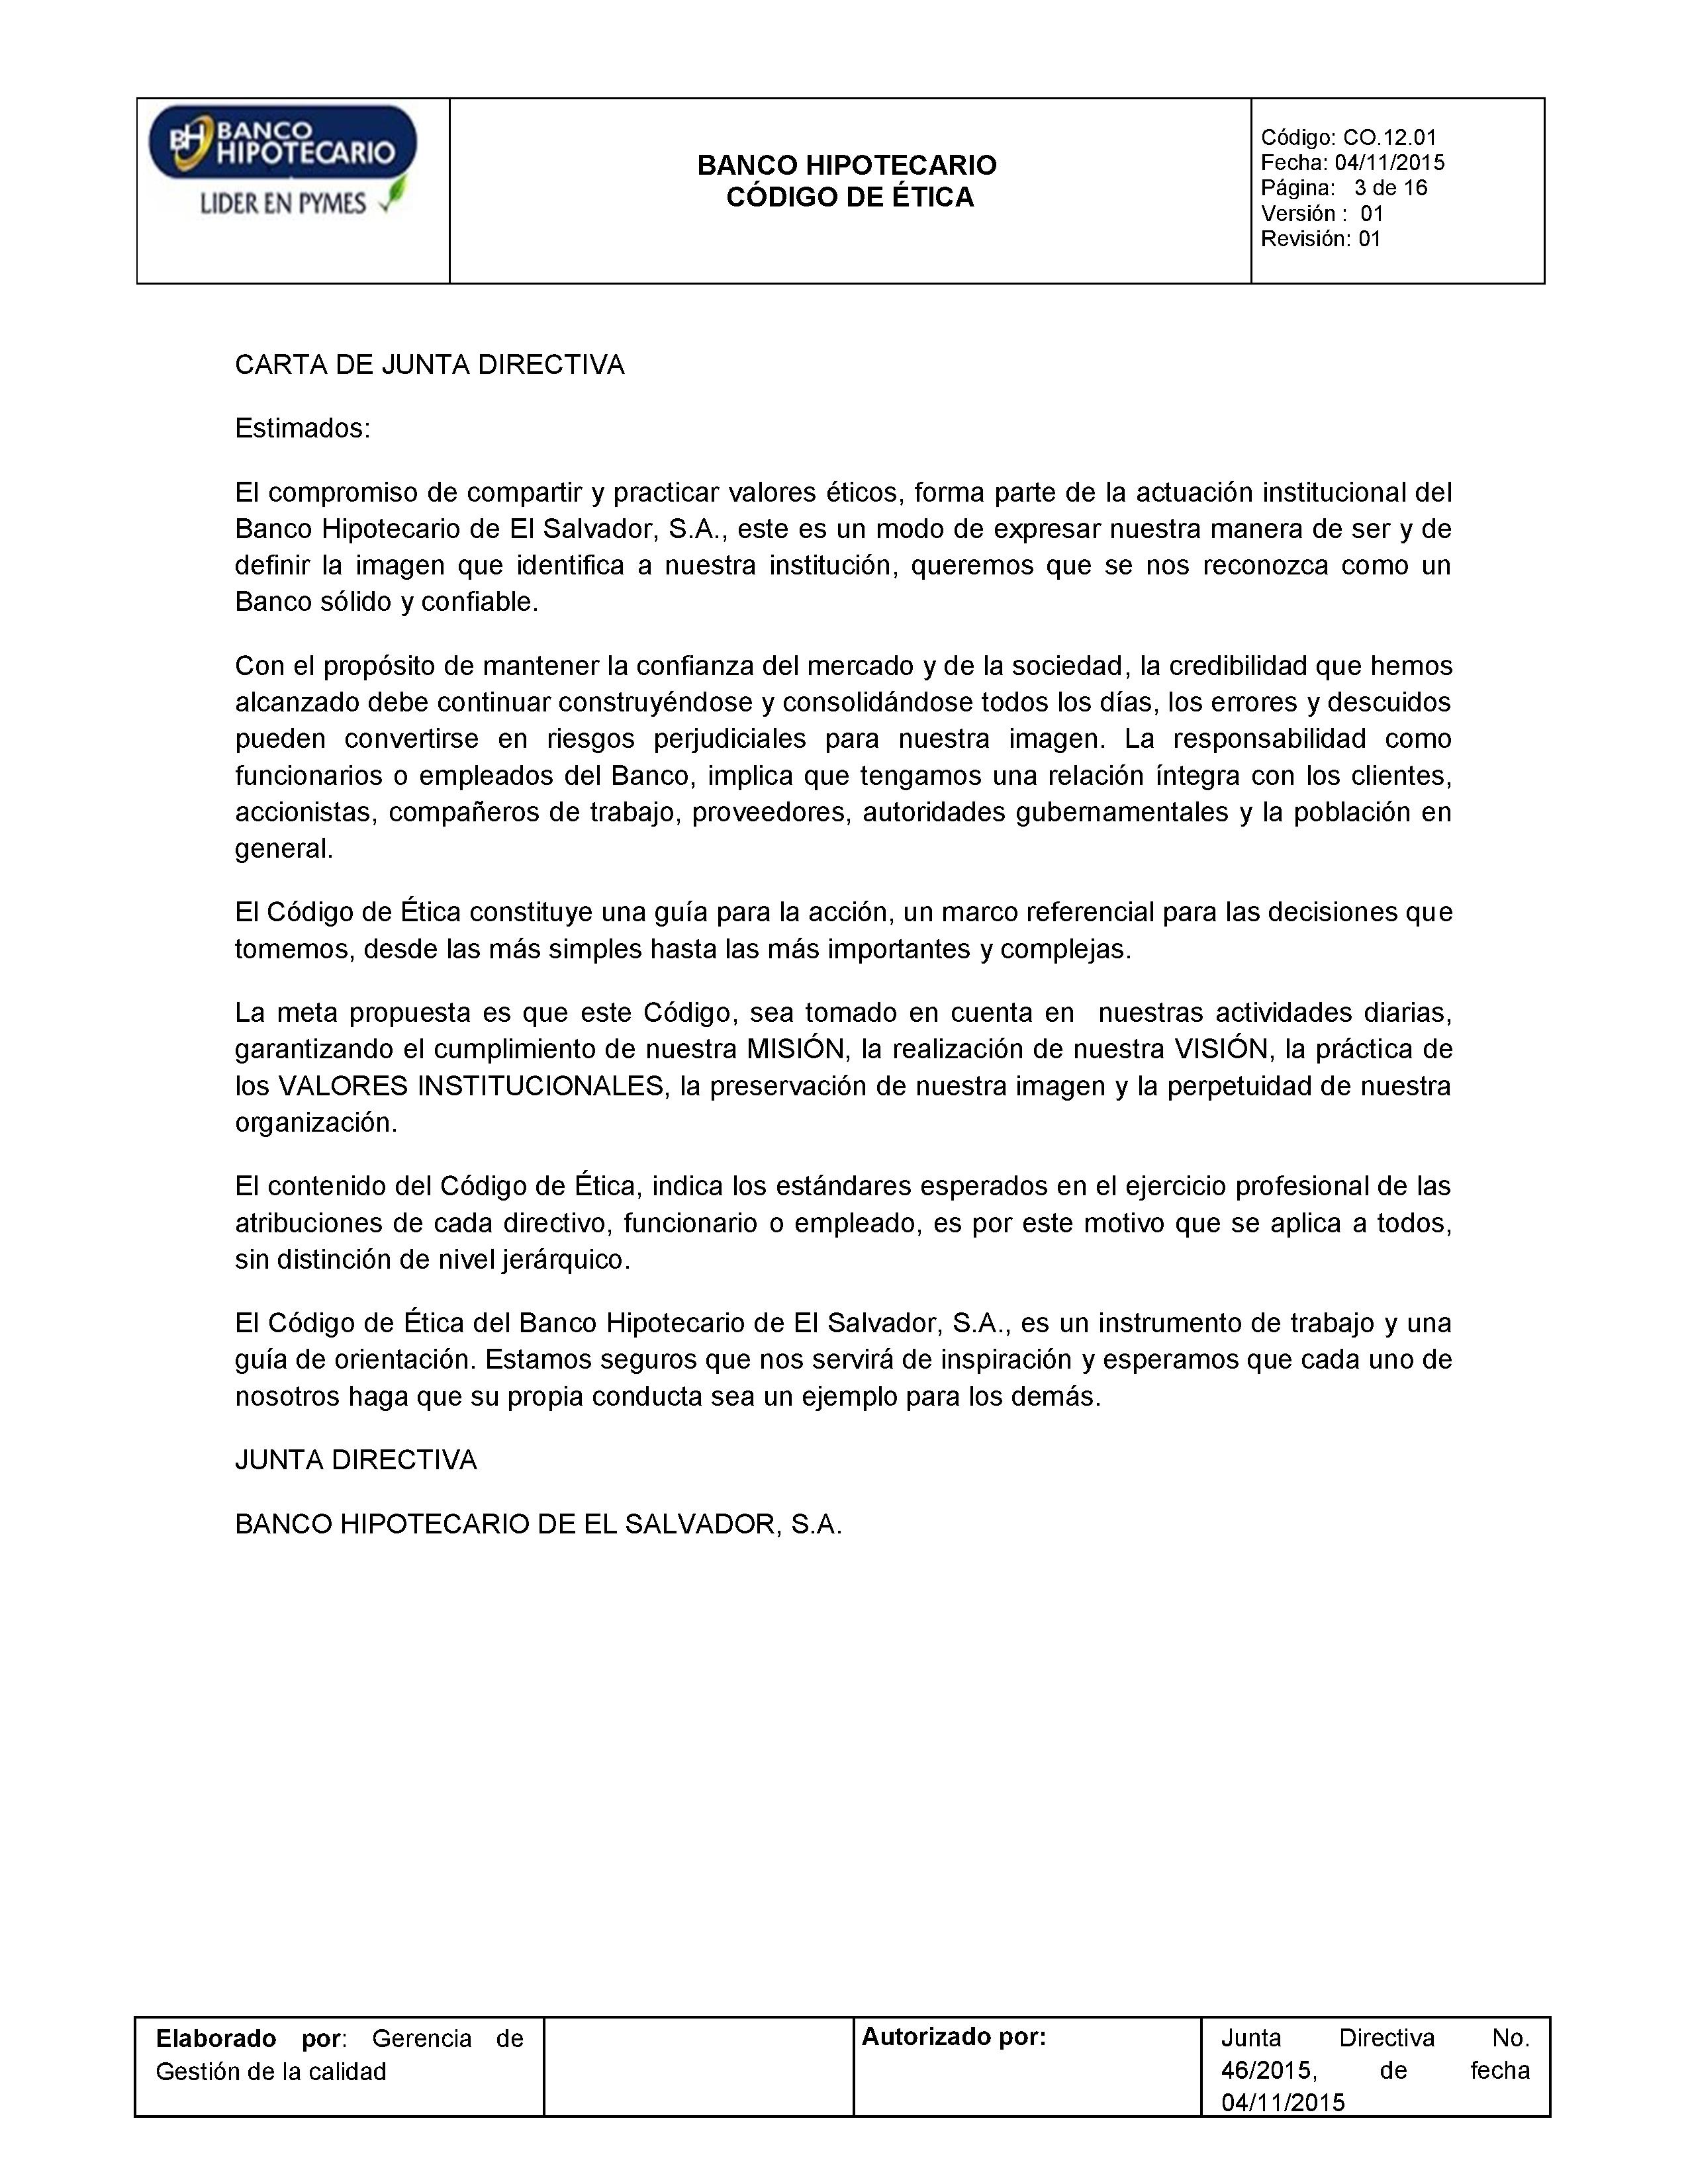 BH BANCO
HIPOTECARIO
LIDER EN PYMES
BANCO HIPOTECARIO
CÓDIGO DE ÉTICA
Código: CO.12.01
Fecha: 04/11/2015
Página: 3 de 16
Versión : 01
Revisión: 01
CARTA DE JUNTA DIRECTIVA
Estimados:
El compromiso de compartir y practicar valores éticos, forma parte de la actuación institucional del
Banco Hipotecario de El Salvador, S.A., este es un modo de expresar nuestra manera de ser y de
definir la imagen que identifica a nuestra institución, queremos que se nos reconozca como un
Banco sólido y confiable.
Con el propósito de mantener la confianza del mercado y de la sociedad, la credibilidad que hemos
alcanzado debe continuar construyéndose y consolidándose todos los días, los errores y descuidos
pueden convertirse en riesgos perjudiciales para nuestra imagen. La responsabilidad como
funcionarios o empleados del Banco, implica que tengamos una relación íntegra con los clientes,
accionistas, compañeros de trabajo, proveedores, autoridades gubernamentales y la población en
general.
El Código de Ética constituye una guía para la acción, un marco referencial para las decisiones que
tomemos, desde las más simples hasta las más importantes y complejas.
La meta propuesta es que este Código, sea tomado en cuenta en nuestras actividades diarias,
garantizando el cumplimiento de nuestra MISIÓN, la realización de nuestra VISIÓN, la práctica de
los VALORES INSTITUCIONALES, la preservación de nuestra imagen y la perpetuidad de nuestra
organización.
El contenido del Código de Ética, indica los estándares esperados en el ejercicio profesional de las
atribuciones de cada directivo, funcionario o empleado, es por este motivo que se aplica a todos,
sin distinción de nivel jerárquico.
El Código de Ética del Banco Hipotecario de El Salvador, S.A., es un instrumento de trabajo y una
guía de orientación. Estamos seguros que nos servirá de inspiración y esperamos que cada uno de
nosotros haga que su propia conducta sea un ejemplo para los demás.
JUNTA DIRECTIVA
BANCO HIPOTECARIO DE EL SALVADOR, S.A.
Elaborado por: Gerencia de
Gestión de la calidad
Autorizado por:
Junta Directiva No.
46/2015, de fecha
04/11/2015